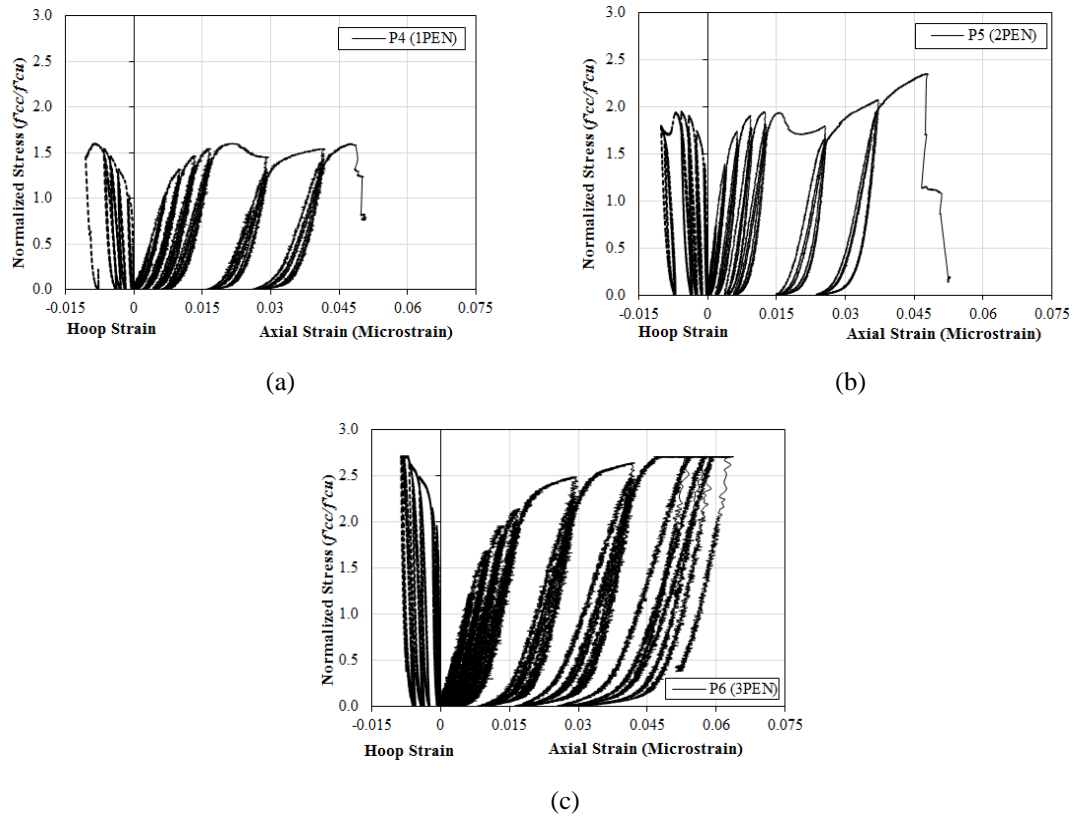 3.0
P4 (1PEN)
2.5
2.0
1.5
1.0
0.5
0.0
Normalized Stress (f'cc/f'cu)
-0.015 0 0.015 0.03 0.045 0.06 0.075
Hoop Strain Axial Strain (Microstrain)
(a)
3.0
P5 (2PEN)
2.5
2.0
1.5
1.0
0.5
0.0
Normalized Stress (f'cc/f'cu)
-0.015 0 0.015 0.03 0.045 0.06 0.075
Hoop Strain Axial Strain (Microstrain)
(b)
3.0
2.5
2.0
1.5
1.0
0.5
P6 (3PEN)
0.0
Normalized Stress (f'cc/f'cu)
-0.015 0 0.015 0.03 0.045 0.06 0.075
Hoop Strain Axial Strain (Microstrain)
(c)